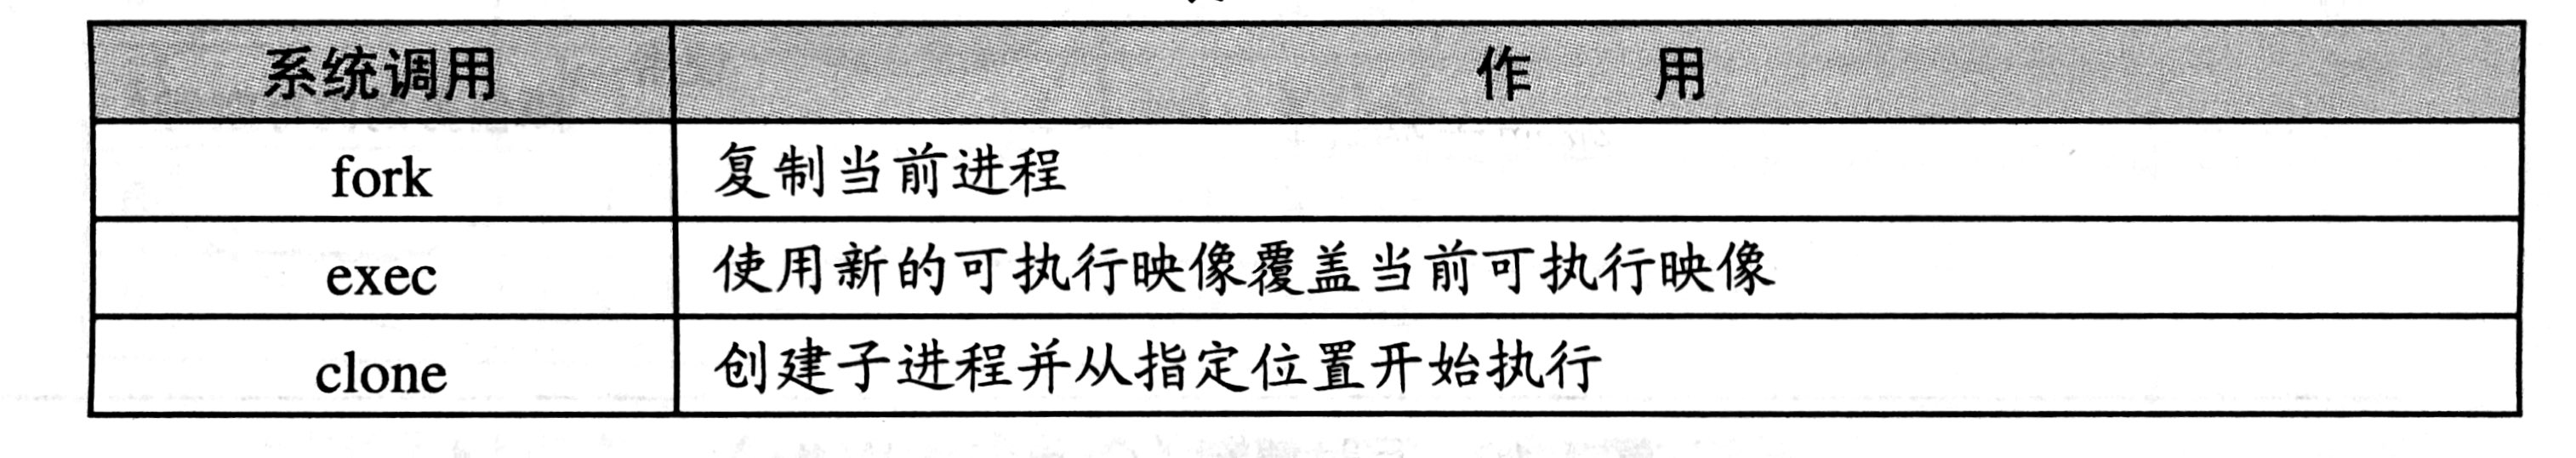 系统调用 作 用
fork 复制当前进程
exec 使用新的可执行映像覆盖当前可执行映像
clone 创建子进程并从指定位置开始执行